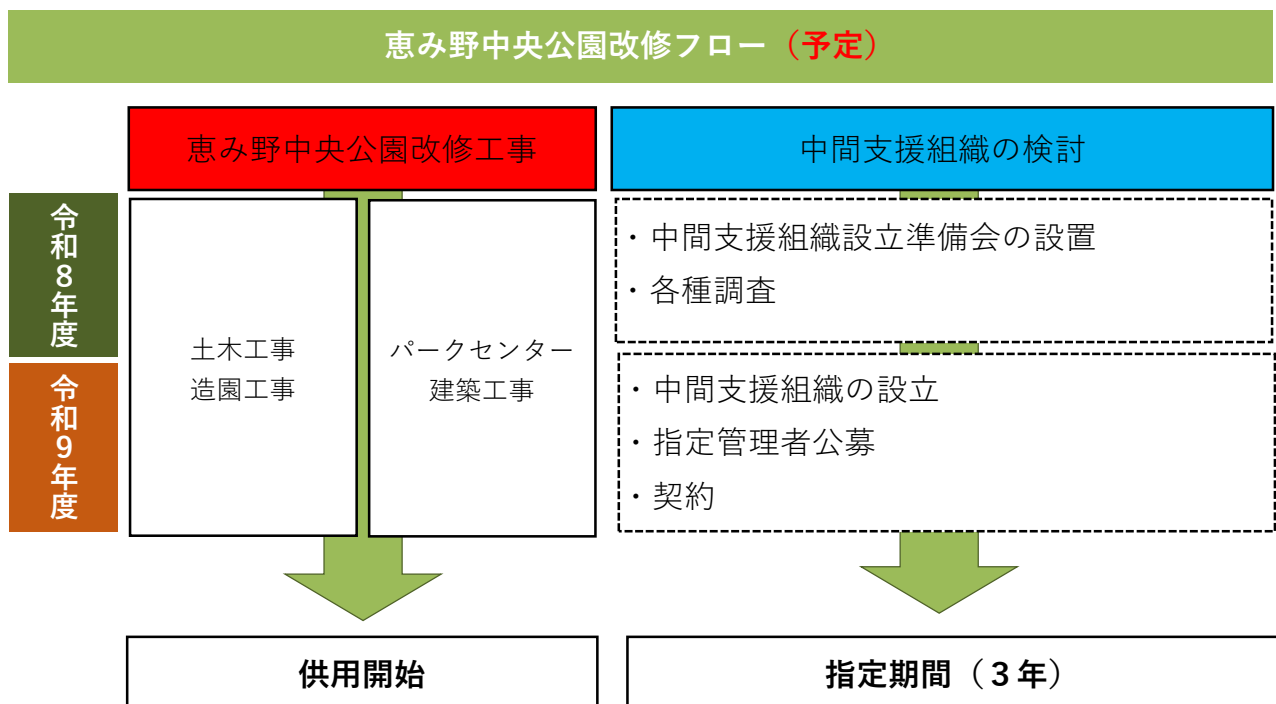 恵み野中央公園改修フロー（予定）
恵み野中央公園改修工事
中間支援組織の検討
令和８年度
土木工事
造園工事
パークセンター
建築工事
・中間支援組織設立準備会の設置
・各種調査
令和９年度
・中間支援組織の設立
・指定管理者公募
・契約
供用開始
指定期間（３年）